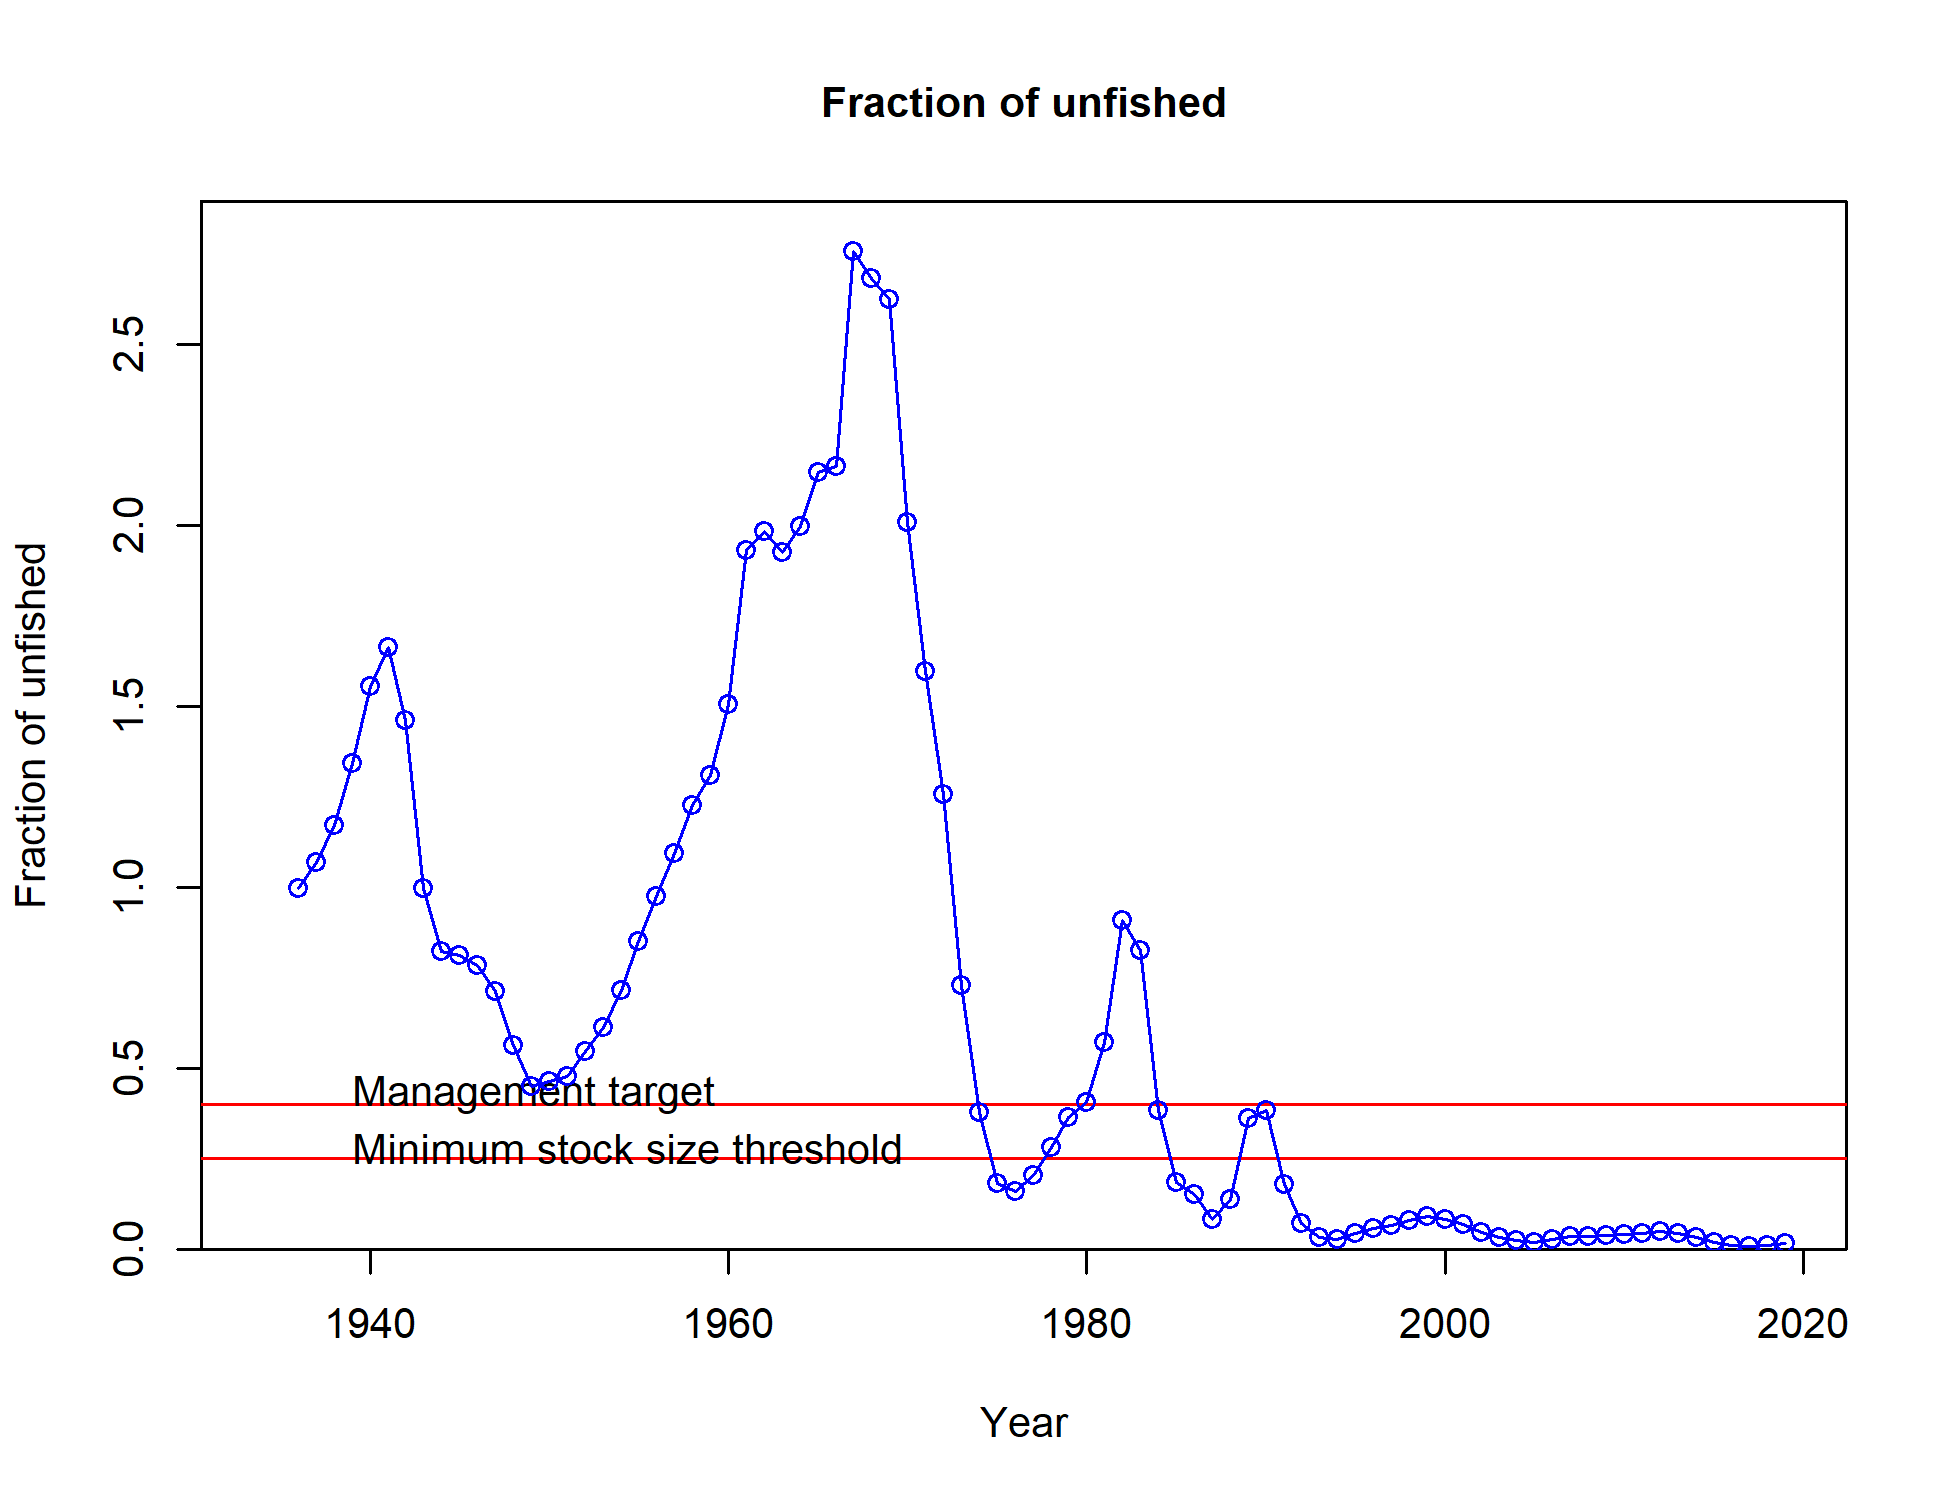 Fraction of unfished
Fraction of unfished
2.5
2.0
1.5
1.0
0.5
0.0
Management target
Minimum stock size threshold
1940 1960 1980 2000 2020
Year